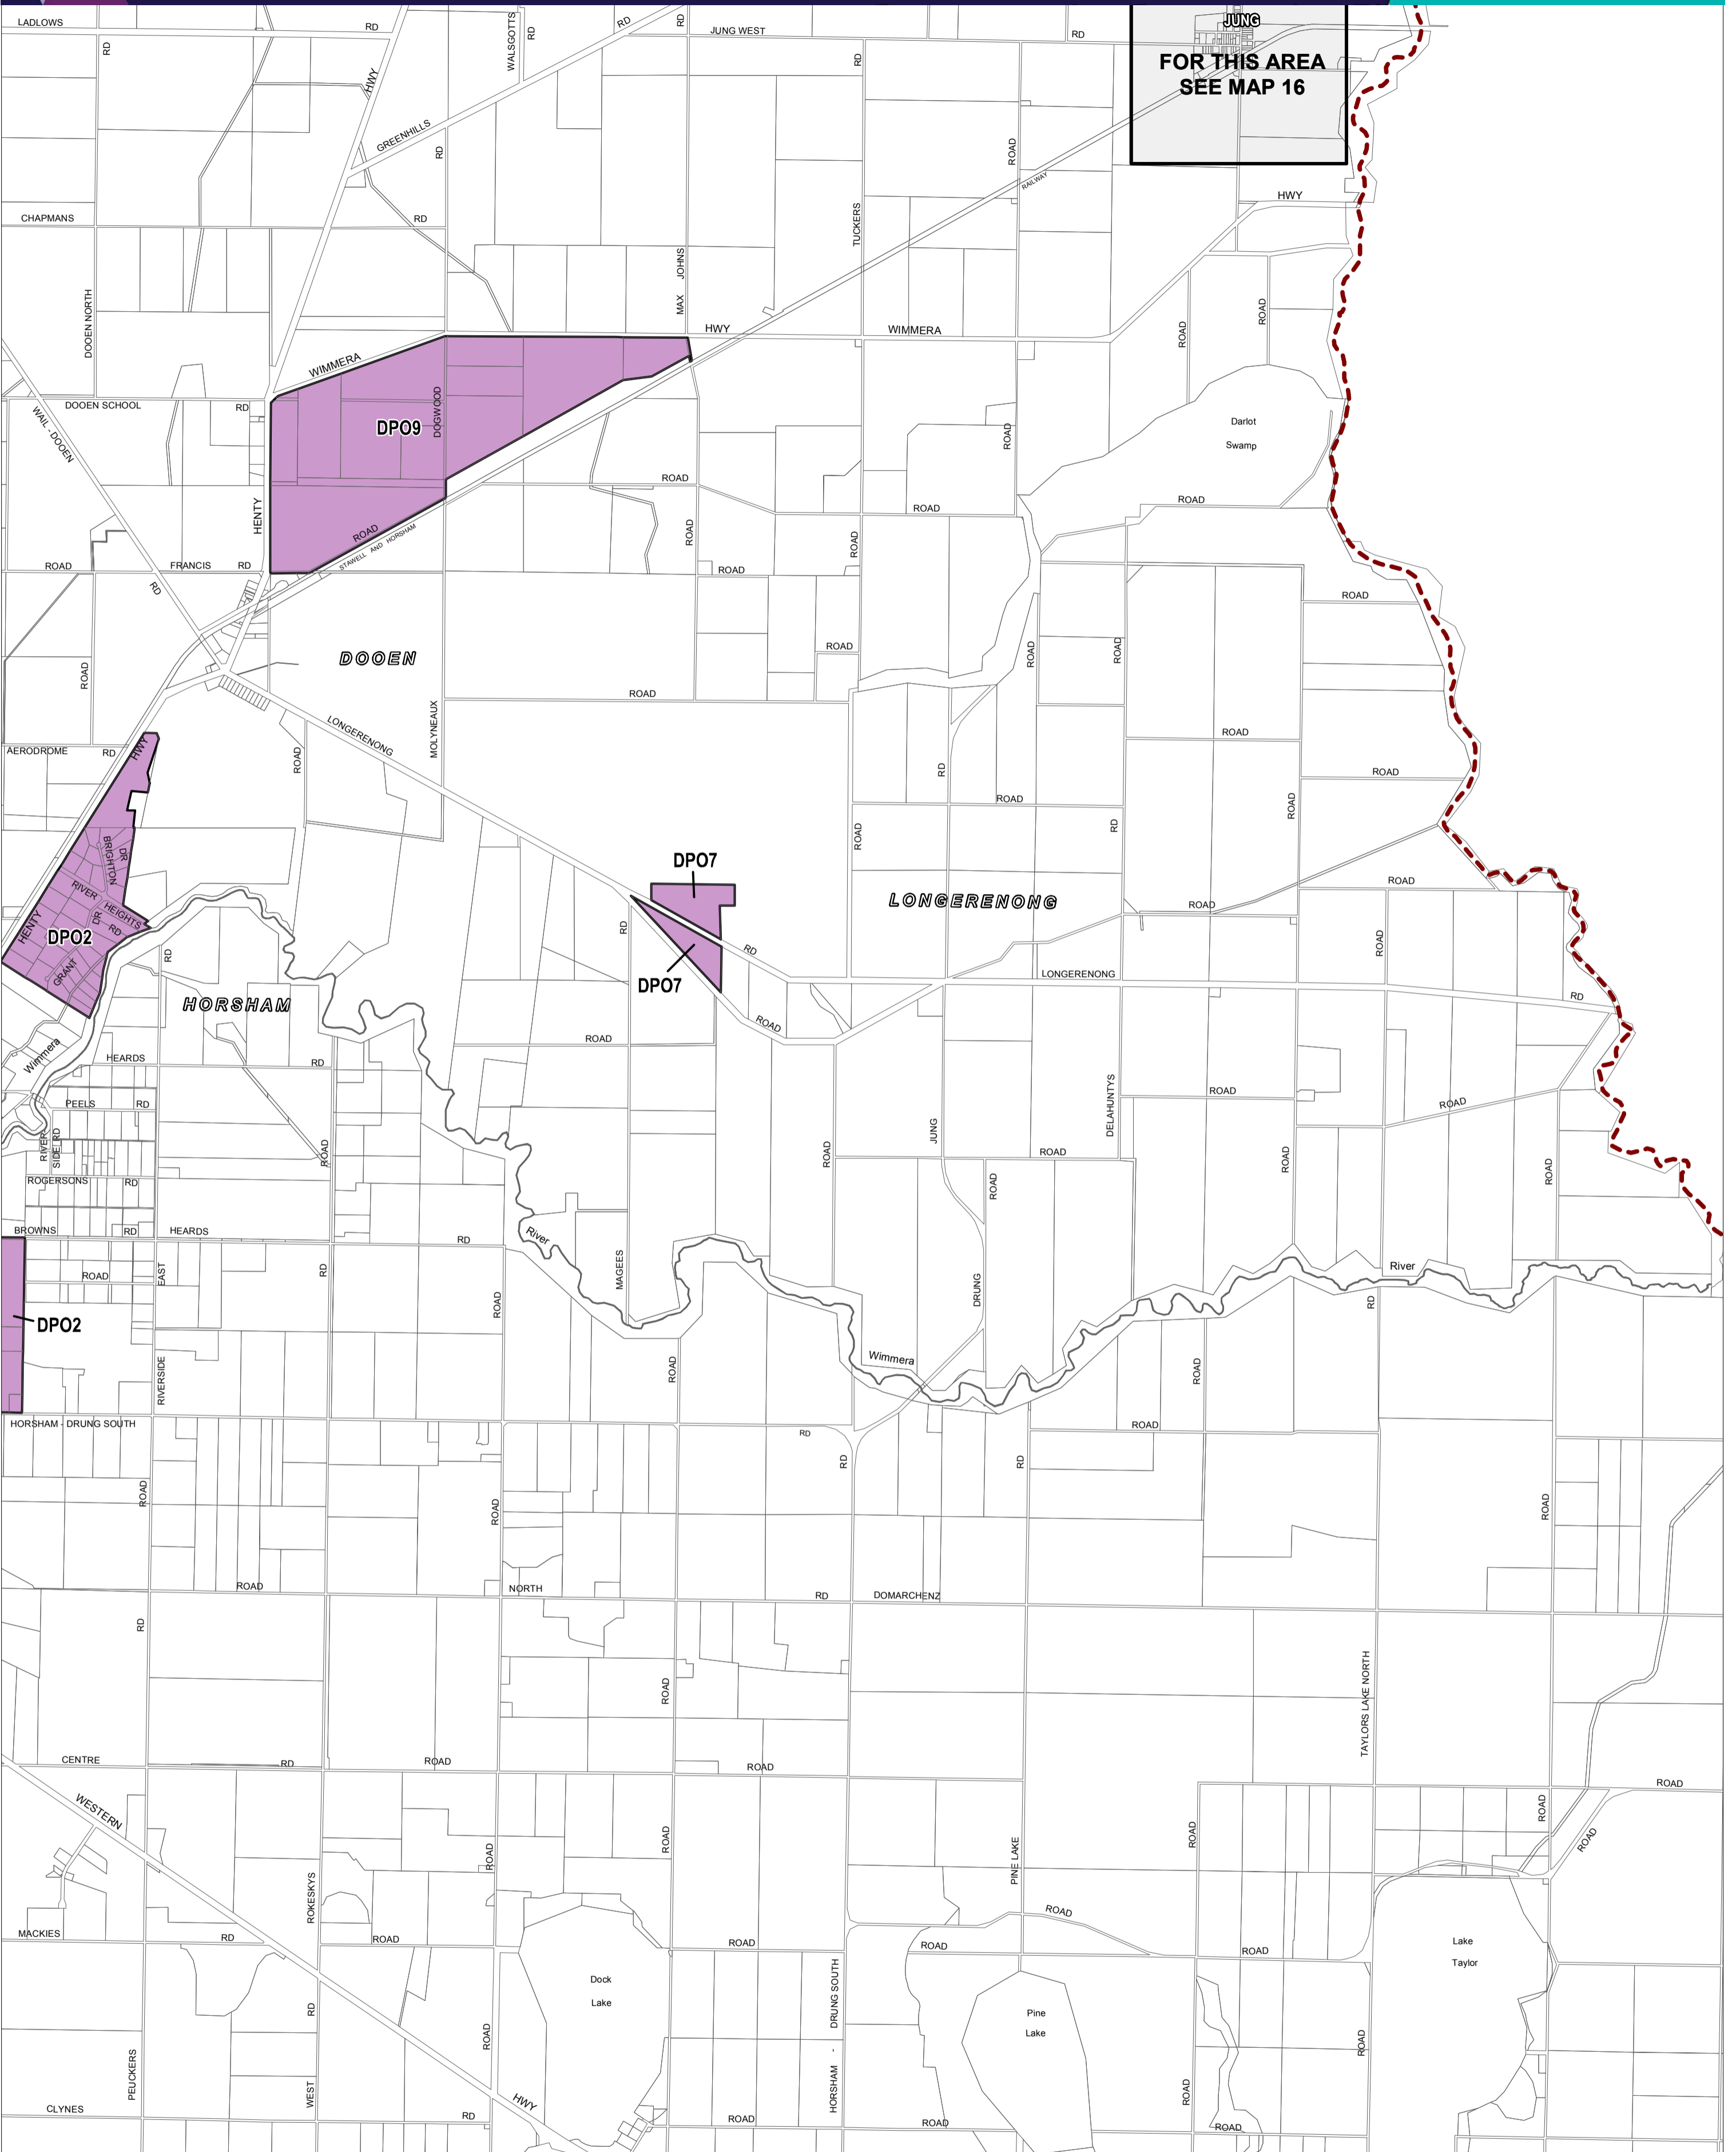 LADLOWS
RD
RD
HWY
WALSGOTTS
RD
RD
RD
JUNG WEST
RD
JUNG
FOR THIS AREA
SEE MAP 16
RD
GREENHILLS
RD
ROAD
RAILWAY
HWY
CHAPMANS
RD
TUCKERS
MAX JOHNS
DOOEN NORTH
HWY
WIMMERA
ROAD
ROAD
WIMMERA
DOOEN SCHOOL
RD
WAIL - DOOEN
DPO9
DOGWOOD
ROAD
Darlot
Swamp
ROAD
ROAD
ROAD
HENTY
ROAD
STAWELL AND HORSHAM
ROAD
ROAD
ROAD
FRANCIS
RD
RD
ROAD
ROAD
DOOEN
ROAD
ROAD
ROAD
ROAD
ROAD
LONGERENONG
MOLYNEAUX
ROAD
AERODROME
RD
HWY
ROAD
RD
ROAD
ROAD
ROAD
ROAD
RD
BRIGHTON
DR
DPO7
RIVER HEIGHTS
DR
RD
HENTY
DPO2
GRANT
RD
LONGERENONG
ROAD
ROAD
RD
RD
DPO7
LONGERENONG
ROAD
RD
HORSHAM
ROAD
ROAD
Wimmera
HEARDS
RD
PEELS
RD
DELAHUNTYS
ROAD
ROAD
RIVER
SIDE RD
ROAD
ROAD
JUNG
ROAD
ROAD
ROAD
ROAD
ROGERSONS
RD
BROWNS
RD
HEARDS
RD
River
ROAD
EAST
RD
ROAD
MAGEES
DRUNG
River
RD
DPO2
RIVERSIDE
ROAD
Wimmera
ROAD
HORSHAM - DRUNG SOUTH
RD
ROAD
ROAD
ROAD
RD
RD
ROAD
ROAD
NORTH
RD
DOMARCHENZ
RD
ROAD
TAYLORS LAKE NORTH
CENTRE
RD
ROAD
ROAD
ROAD
WESTERN
ROAD
ROAD
PINE LAKE
ROAD
ROAD
ROAD
ROKESKYS
ROAD
MACKIES
RD
ROAD
ROAD
ROAD
ROAD
Lake
Taylor
Dock
Lake
Pine
Lake
RD
ROAD
DRUNG SOUTH
HORSHAM -
ROAD
PEUCKERS
WEST
ROAD
CLYNES
RD
HWY
ROAD
ROAD
ROAD